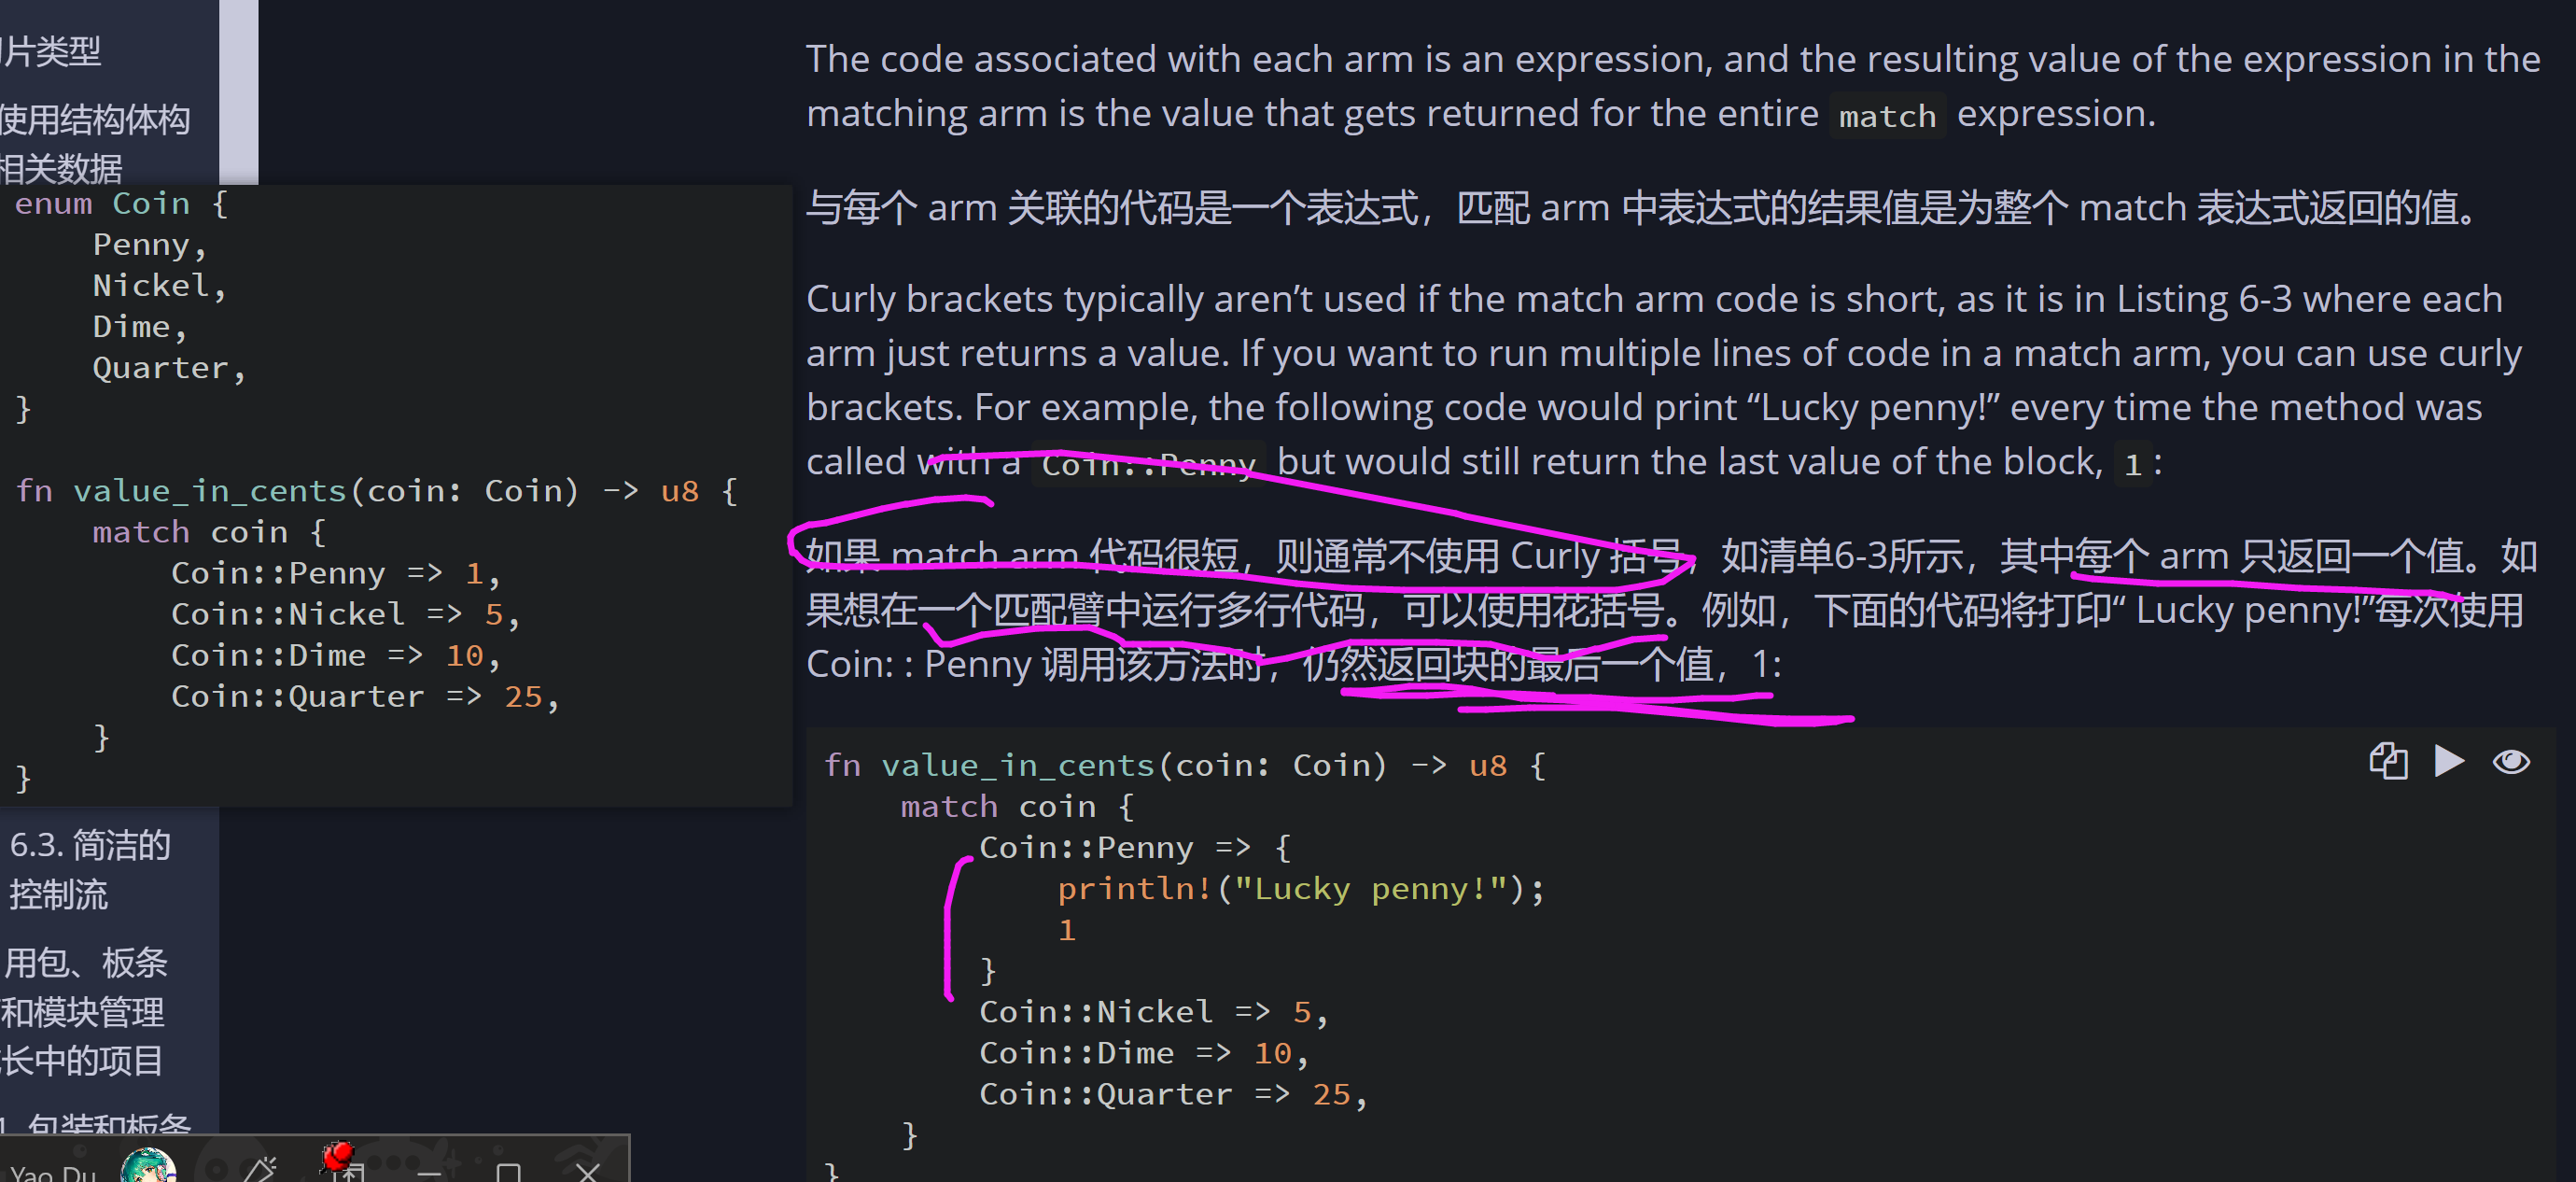 片类型
使用结构体构
相关数据
enum Coin {
Penny,
Nickel,
Dime,
Quarter,
}
fn value_in_cents(coin: Coin) -> u8 {
match coin {
Coin::Penny => 1,
Coin::Nickel => 5,
Coin::Dime => 10,
Coin::Quarter => 25,
}
}
6.3. 简洁的
控制流
用包、板条
和模块管理
长中的项目
包装和板条
Yao Du
The code associated with each arm is an expression, and the resulting value of the expression in the
matching arm is the value that gets returned for the entire match expression.
与每个 arm 关联的代码是一个表达式，匹配 arm 中表达式的结果值是为整个 match 表达式返回的值。
Curly brackets typically aren’t used if the match arm code is short, as it is in Listing 6-3 where each
arm just returns a value. If you want to run multiple lines of code in a match arm, you can use curly
brackets. For example, the following code would print “Lucky penny!” every time the method was
called with a Coin::Penny but would still return the last value of the block, 1:
如果 match arm 代码很短，则通常不使用 Curly 括号，如清单6-3所示，其中每个 arm 只返回一个值。如
果想在一个匹配臂中运行多行代码，可以使用花括号。例如，下面的代码将打印“ Lucky penny!”每次使用
Coin: : Penny 调用该方法时，仍然返回块的最后一个值，1:
fn value_in_cents(coin: Coin) -> u8 {
match coin {
Coin::Penny => {
println!("Lucky penny!");
1
}
Coin::Nickel => 5,
Coin::Dime => 10,
Coin::Quarter => 25,
}
}